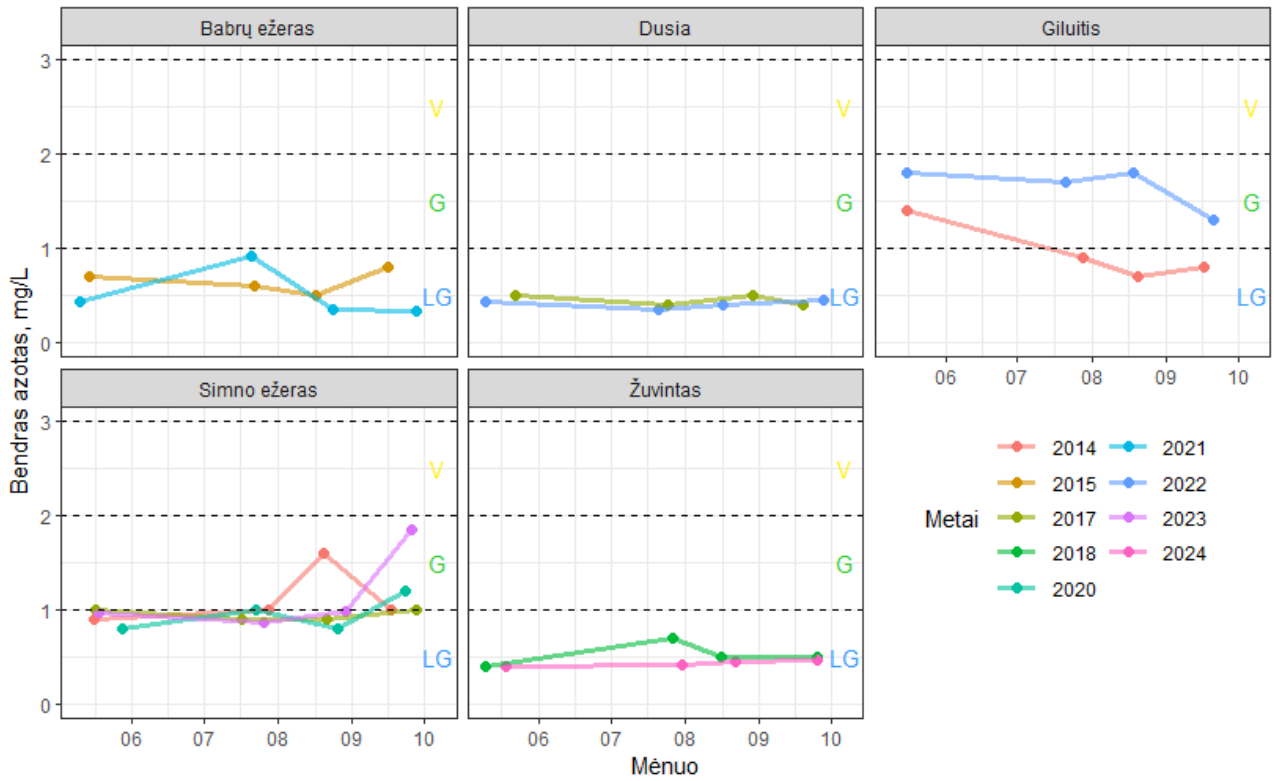 Babrų ežeras
Dusia
Giluitis
Bendras azotas, mg/L
3
2
1
0
V
G
LG
V
G
LG
V
G
LG
06 07 08 09 10
Simno ežeras
Žuvintas
3
2
1
0
V
G
LG
V
G
LG
06 07 08 09 10
06 07 08 09 10
Mėnuo
Metai
2014 2021
2015 2022
2017 2023
2018 2024
2020